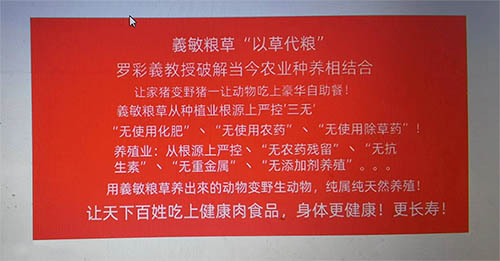 義敏粮草“以草代粮”
罗彩義教授破解当今农业种养相结合
让家猪变野猪一让动物吃上豪华自助餐！
義敏粮草从种植业根源上严控‘三无’
“无使用化肥”、“无使用农药”、“无使用除草药”！
养殖业：从根源上严控、“无农药残留”、“无抗
生素”、“无重金属”、“无添加剂养殖”。。。
用義敏粮草养出來的动物变野生动物，纯属纯天然养殖！
让天下百姓吃上健康肉食品，身体更健康！更长寿！